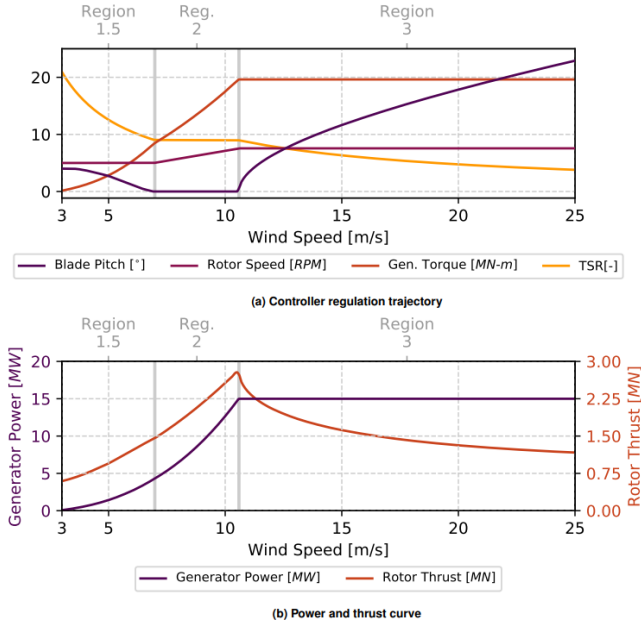 Region Reg. Region
1.5 2 3
20
10
0
3 5 10 15 20 25
Wind Speed [m/s]
Blade Pitch [°] Rotor Speed [RPM] Gen. Torque [MN-m] TSR[-]
(a) Controller regulation trajectory
Region Reg. Region
1.5 2 3
Generator Power [MW]
20
15
10
5
0
3.00
2.25
1.50
0.75
0.00
Rotor Thrust [MN]
3 5 10 15 20 25
Wind Speed [m/s]
Generator Power [MW] Rotor Thrust [MN]
(b) Power and thrust curve